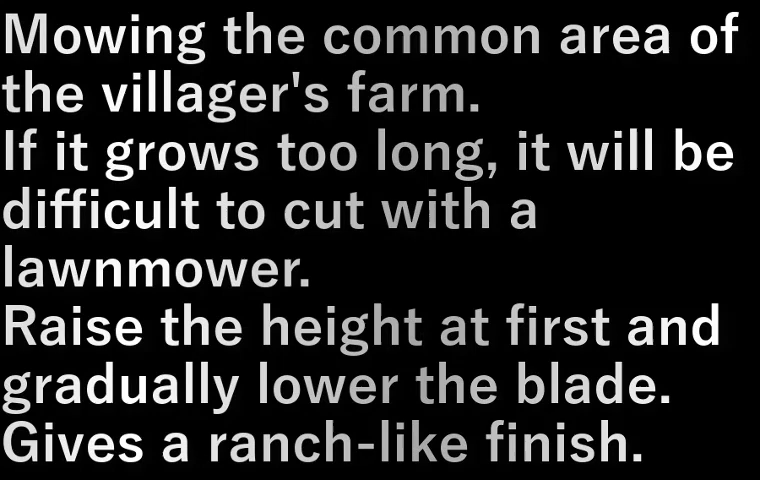 Mowing the common area of
the villager's farm.
If it grows too long, it will be
difficult to cut with a
lawnmower.
Raise the height at first and
gradually lower the blade.
Gives a ranch-like finish.